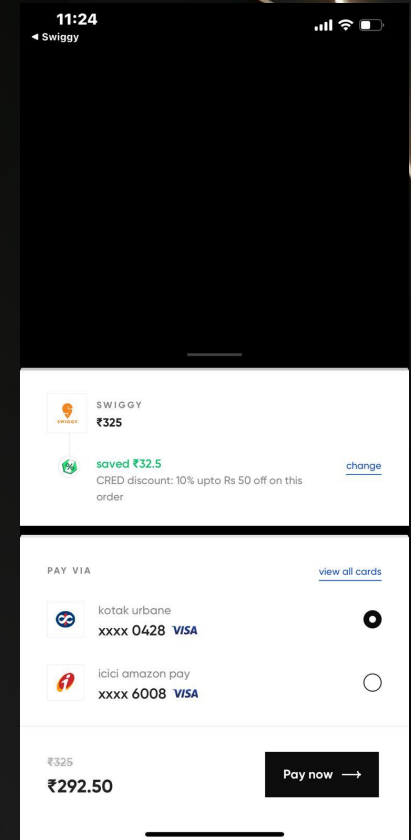 11:24
◀ Swiggy
SWIGGY
SWIGGY
₹325
%
saved ₹32.5
change
CRED discount: 10% upto Rs 50 off on this
order
PAY VIA
view all cards
kotak urbane
xxxx 0428 VISA
icici amazon pay
xxxx 6008 VISA
₹325
₹292.50
Pay now →